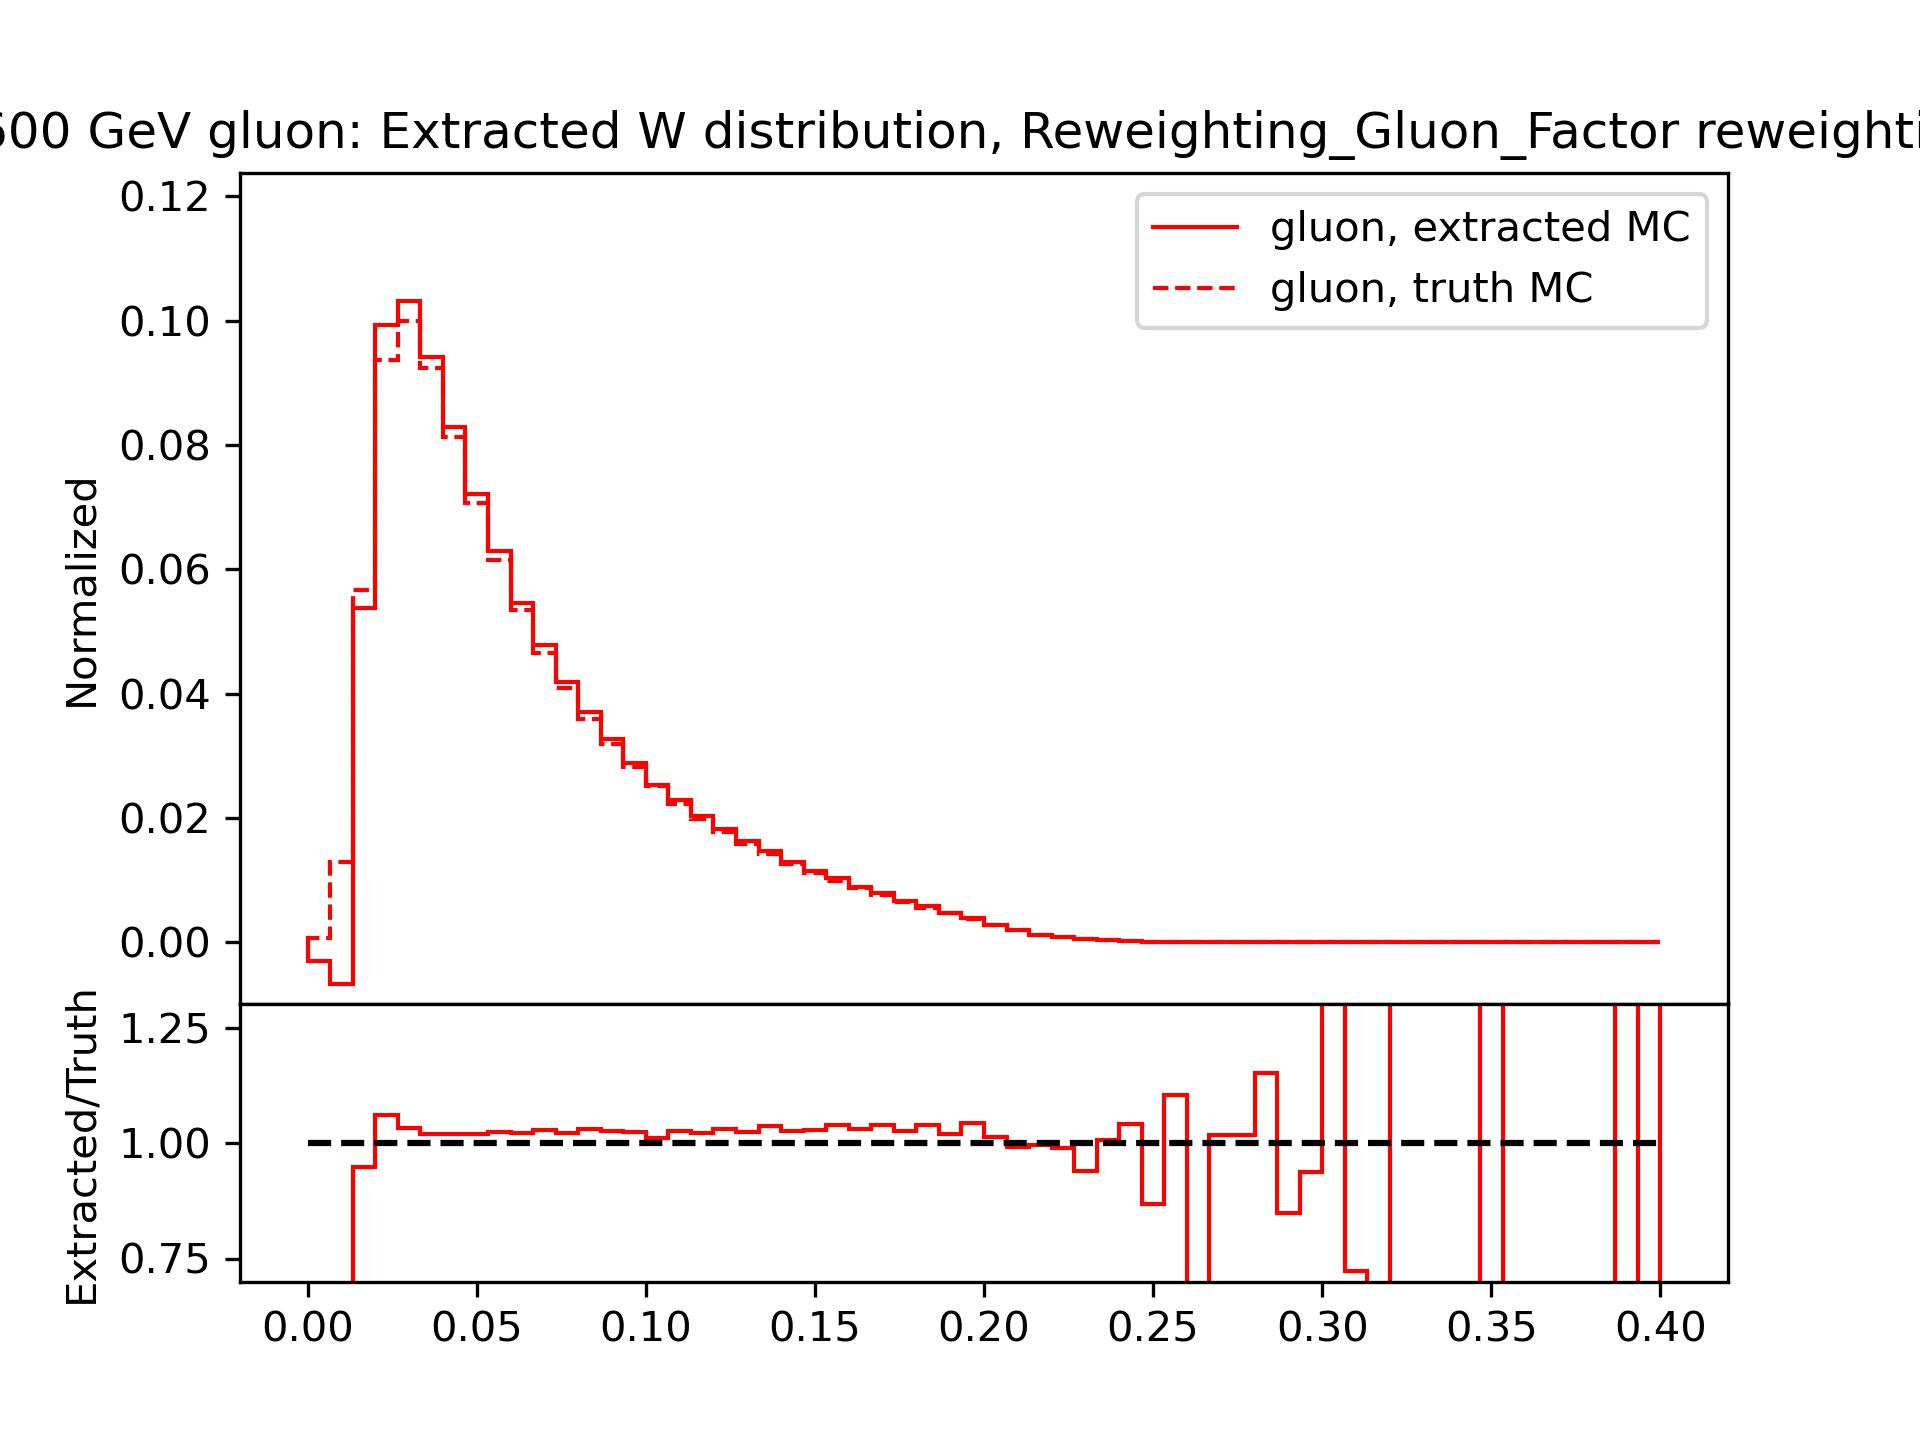 600 GeV gluon: Extracted W distribution, Reweighting_Gluon_Factor reweighti
gluon, extracted MC
gluon, truth MC
Normalized
0.12
0.10
0.08
0.06
0.04
0.02
0.00
Extracted/Truth
1.25
1.00
0.75
0.00 0.05 0.10 0.15 0.20 0.25 0.30 0.35 0.40